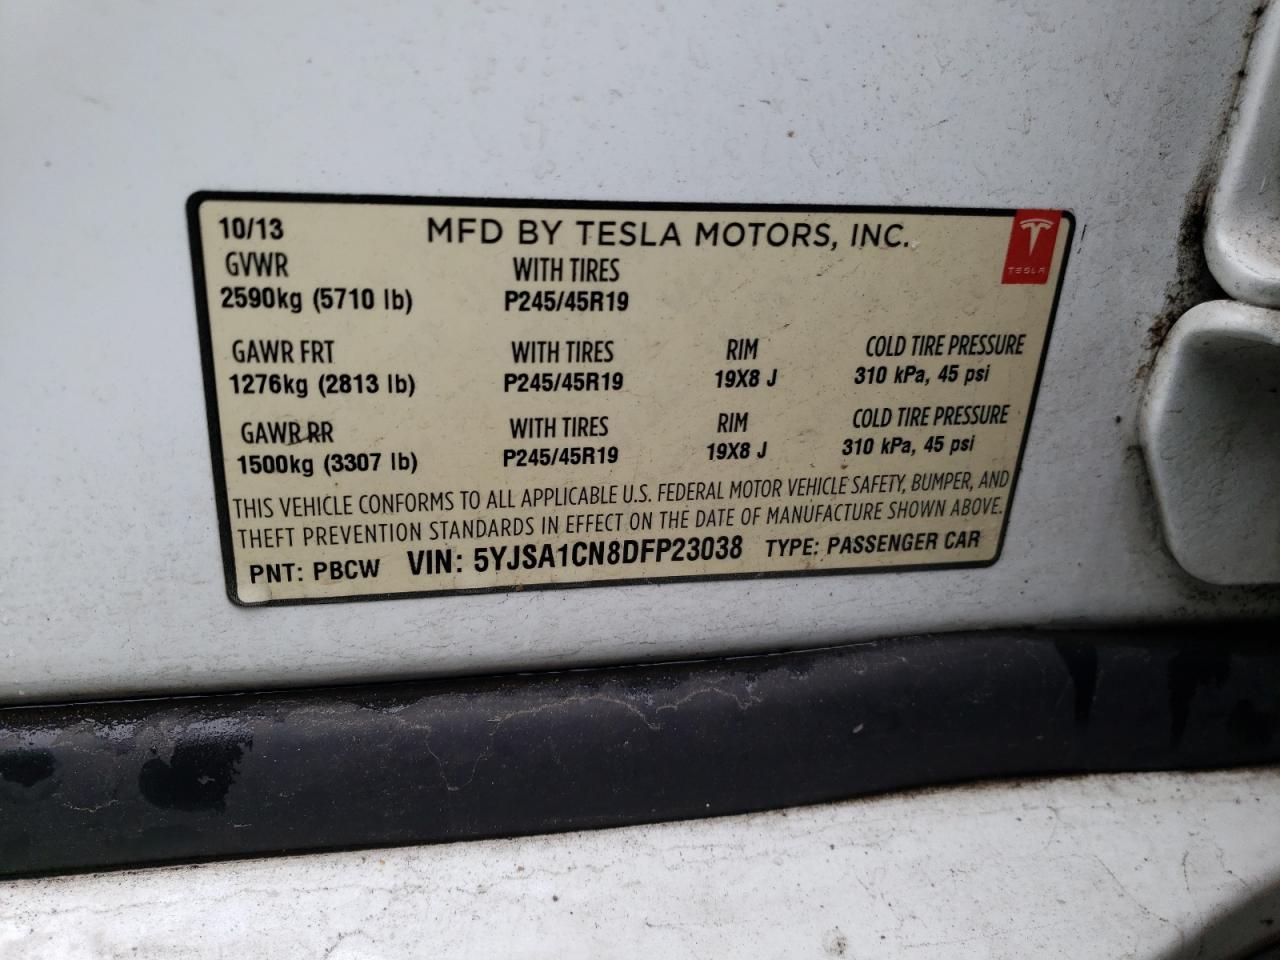 10/13 MFD BY TESLA MOTORS, INC.
TESLA
GVWR WITH TIRES
2590kg (5710 lb) P245/45R19
GAWR FRT WITH TIRES RIM COLD TIRE PRESSURE
1276kg (2813 lb) P245/45R19 19X8 J 310 kPa, 45 psi
GAWR RR WITH TIRES RIM COLD TIRE PRESSURE
1500kg (3307 lb) P245/45R19 19X8 J 310 kPa, 45 psi
THIS VEHICLE CONFORMS TO ALL APPLICABLE U.S. FEDERAL MOTOR VEHICLE SAFETY, BUMPER, AND
THEFT PREVENTION STANDARDS IN EFFECT ON THE DATE OF MANUFACTURE SHOWN ABOVE.
PNT: PBCW VIN: 5YJSA1CN8DFP23038 TYPE: PASSENGER CAR